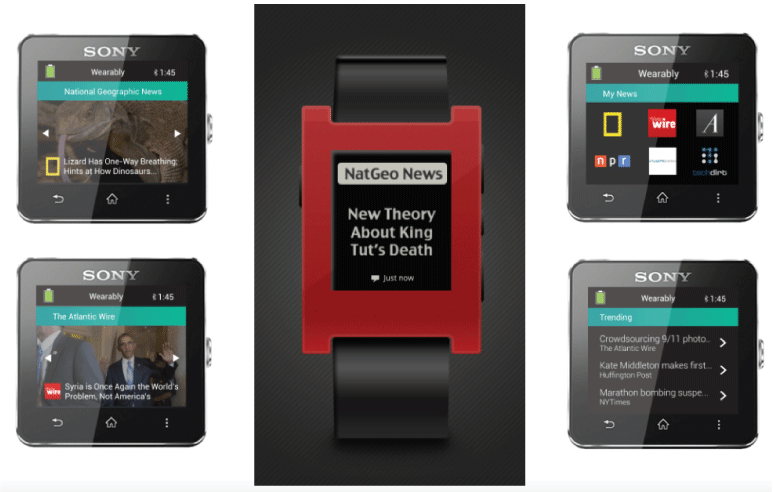 SONY
Wearably 1:45
National Geographic News
Lizard Has One-Way Breathing;
Hints at How Dinosaurs...
SONY
Wearably 1:45
The Atlantic Wire
wire
Syria is Once Again the World's
Problem, Not America's
NatGeo News
New Theory
About King
Tut's Death
Just now
SONY
Wearably 1:45
My News
wire A
n p r
techdirt
SONY
Wearably 1:45
Trending
Crowdsourcing 9/11 photo..
The Atlantic Wire
Kate Middleton makes first...
Huffington Post
Marathon bombing suspe...
NYTimes